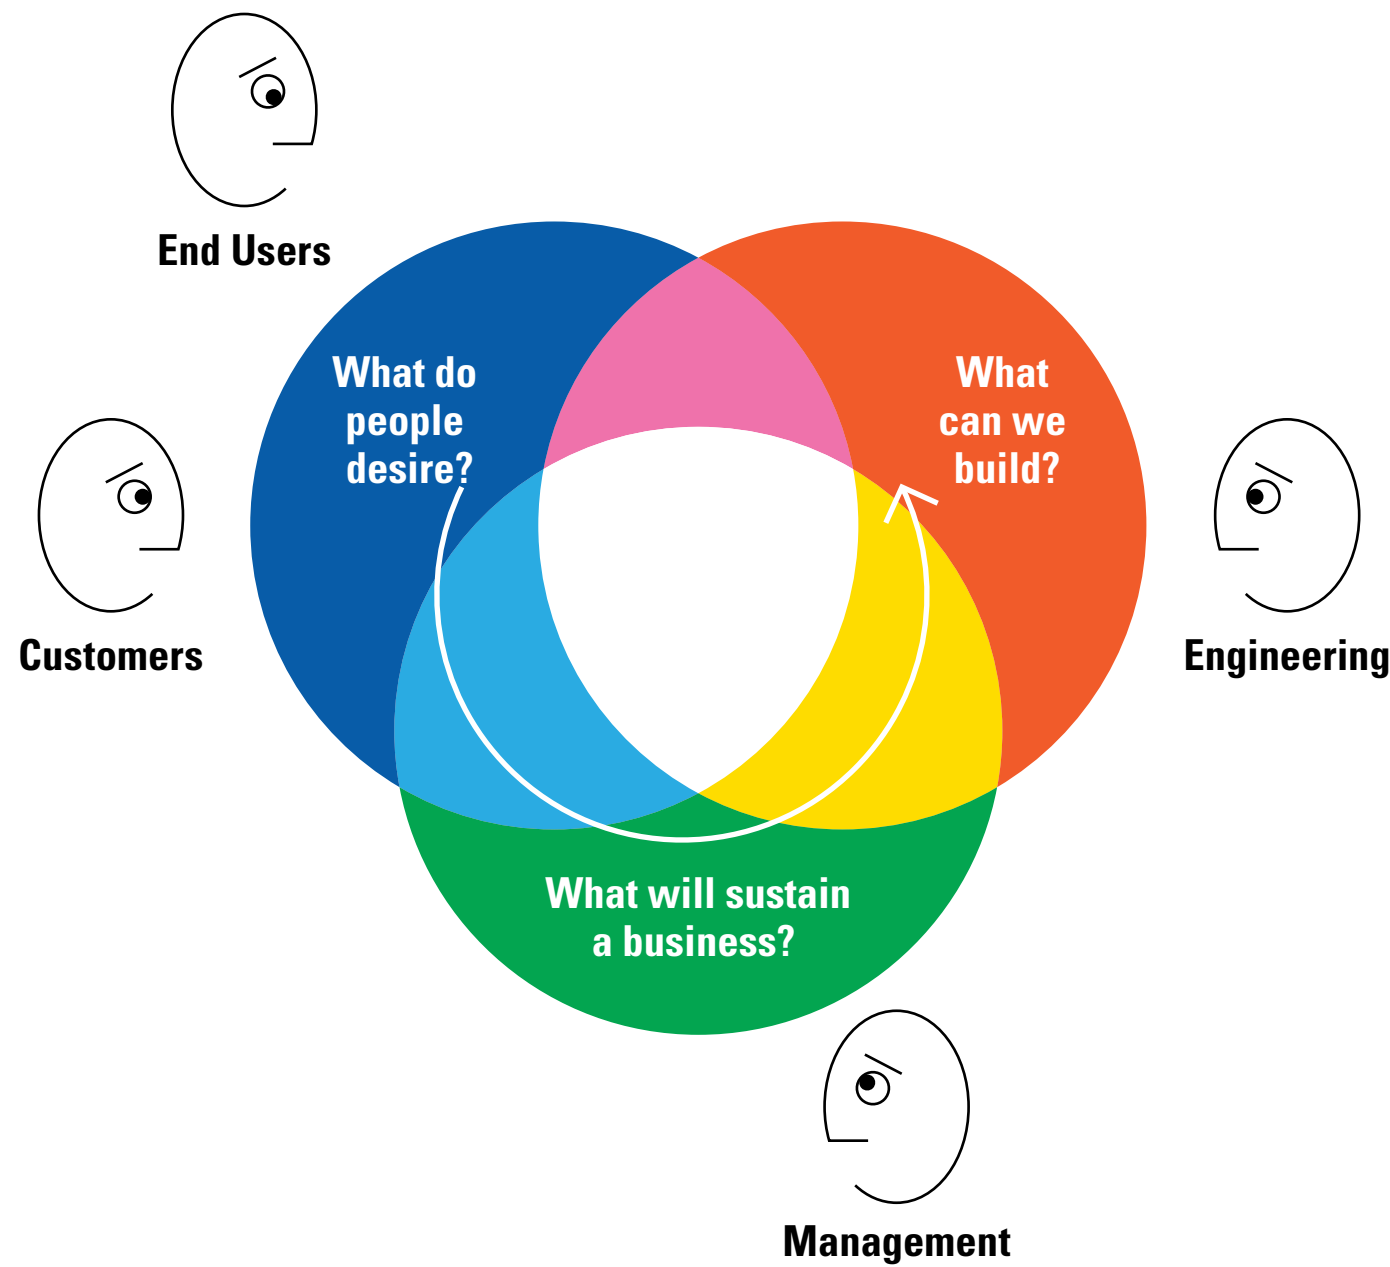 End Users
What do
people
desire?
What
can we
build?
Customers
Engineering
What will sustain
a business?
Management